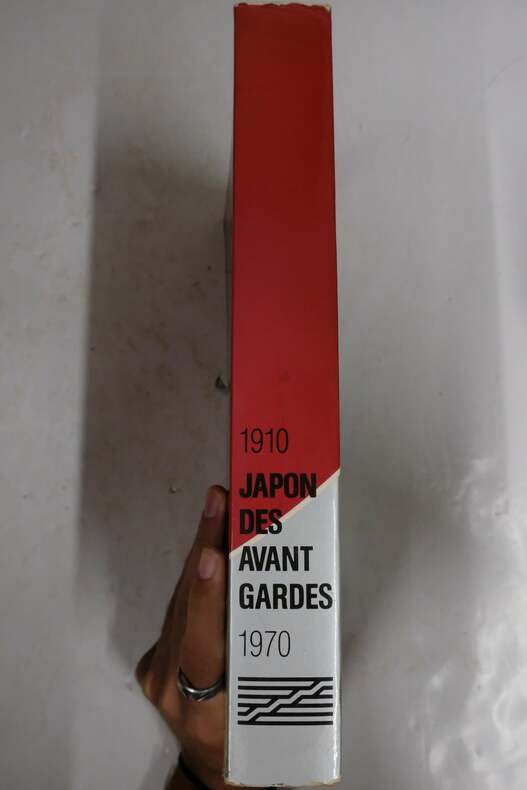 1910
JAPON
DES
AVANT
GARDES
1970